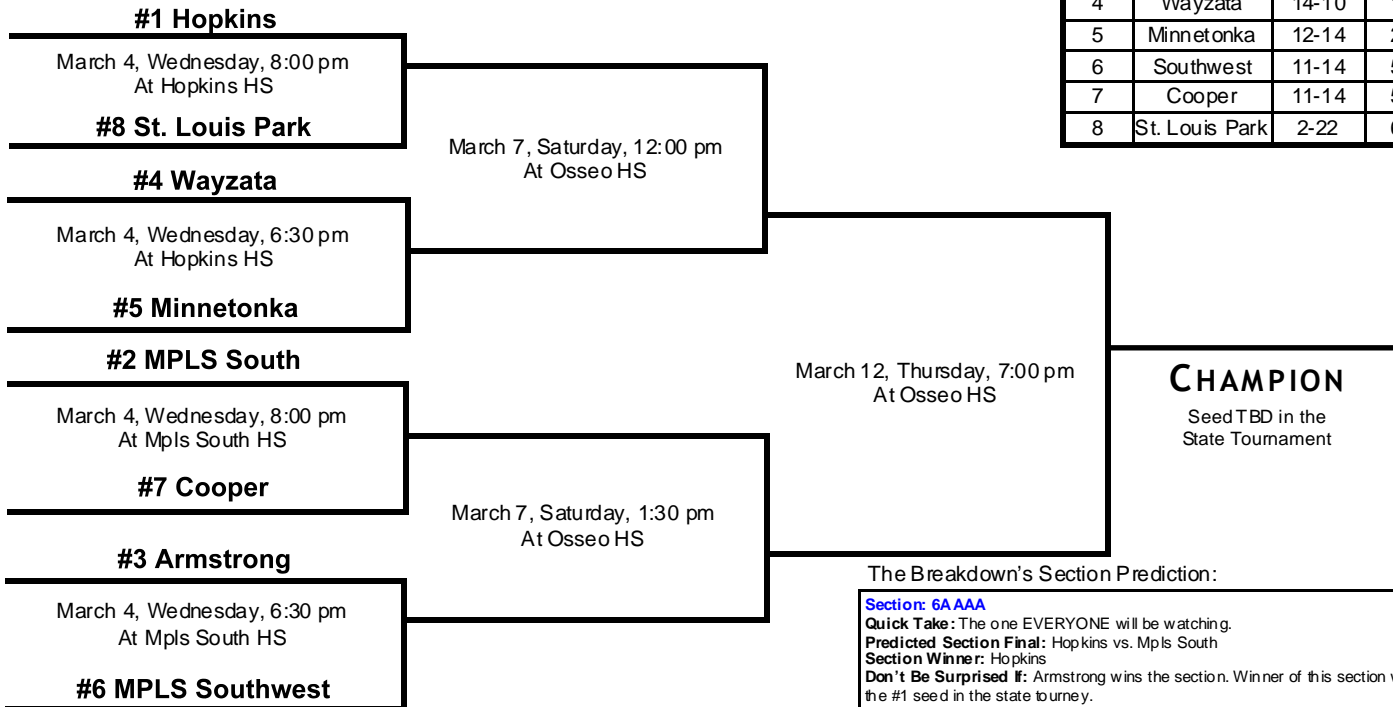 #1 Hopkins
March 4, Wednesday, 8:00 pm
At Hopkins HS
#8 St. Louis Park
#4 Wayzata
March 4, Wednesday, 6:30 pm
At Hopkins HS
#5 Minnetonka
#2 MPLS South
March 4, Wednesday, 8:00 pm
At Mpls South HS
#7 Cooper
#3 Armstrong
March 4, Wednesday, 6:30 pm
At Mpls South HS
#6 MPLS Southwest
March 7, Saturday, 12:00 pm
At Osseo HS
March 7, Saturday, 1:30 pm
At Osseo HS
March 12, Thursday, 7:00 pm
At Osseo HS
4 Wayzata 14-10
5 Minnetonka 12-14
6 Southwest 11-14
7 Cooper 11-14
8 St. Louis Park 2-22
CHAMPION
Seed TBD in the
State Tournament
The Breakdown's Section Prediction:
Section: 6AAAA
Quick Take: The one EVERYONE will be watching.
Predicted Section Final: Hopkins vs. Mpls South
Section Winner: Hopkins
Don't Be Surprised If: Armstrong wins the section. Winner of this section
the #1 seed in the state tourney.